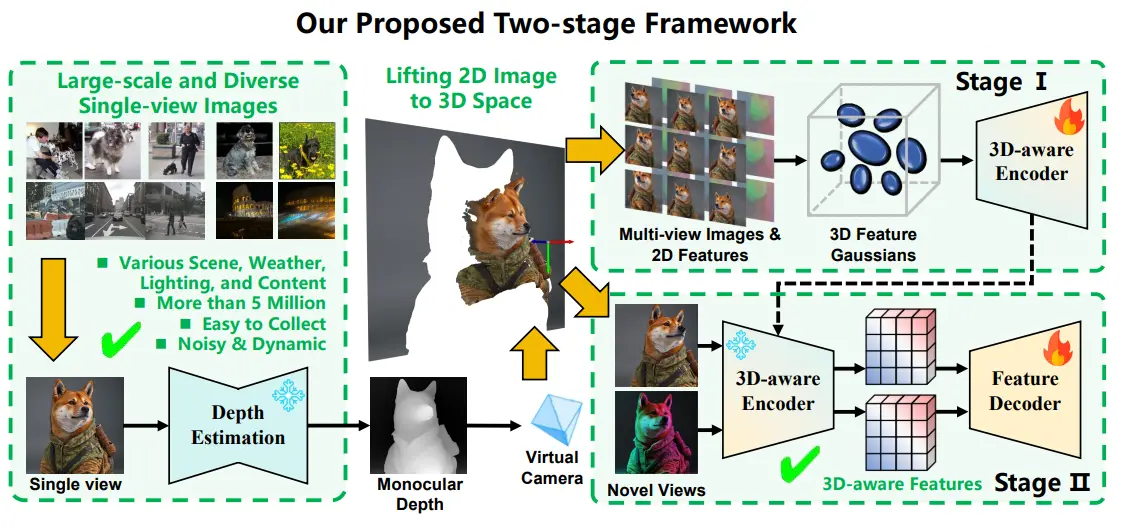 Our Proposed Two-stage Framework
Large-scale and Diverse
Single-view Images
■ Various Scene, Weather,
Lighting, and Content
■ More than 5 Million
■ Easy to Collect
■ Noisy & Dynamic
Single view
Depth
Estimation
Lifting 2D Image
to 3D Space
Monocular
Depth
Virtual
Camera
Stage Ⅰ
Multi-view Images &
2D Features
3D Feature
Gaussians
3D-aware
Encoder
Novel Views
3D-aware
Encoder
3D-aware Features
Feature
Decoder
Stage Ⅱ